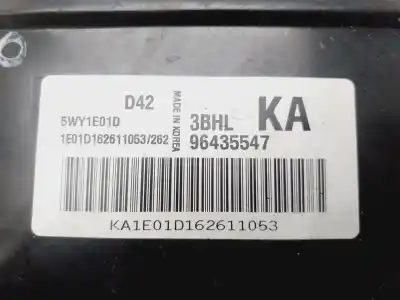 D42
5WY1E01D
1E01D162611053/262
MADE IN KOREA
3BHL KA
96435547
KA1E01D162611053